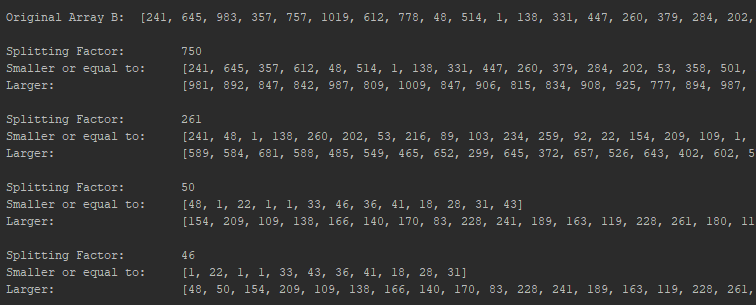 Original Array B:  [241, 645, 983, 357, 757, 1019, 612, 778, 48, 514, 1, 138, 331, 447, 260, 379, 284, 202,
Splitting Factor:  750
Smaller or equal to:  [241, 645, 357, 612, 48, 514, 1, 138, 331, 447, 260, 379, 284, 202, 53, 358, 501,
Larger:  [981, 892, 847, 842, 987, 809, 1009, 847, 906, 815, 834, 908, 925, 777, 894, 987,
Splitting Factor:  261
Smaller or equal to:  [241, 48, 1, 138, 260, 202, 53, 216, 89, 103, 234, 259, 92, 22, 154, 209, 109, 1,
Larger:  [589, 584, 681, 588, 485, 549, 465, 652, 299, 645, 372, 657, 526, 643, 402, 602, 5
Splitting Factor:  50
Smaller or equal to:  [48, 1, 22, 1, 1, 33, 46, 36, 41, 18, 28, 31, 43]
Larger:  [154, 209, 109, 138, 166, 140, 170, 83, 228, 241, 189, 163, 119, 228, 261, 180, 11
Splitting Factor:  46
Smaller or equal to:  [1, 22, 1, 1, 33, 43, 36, 41, 18, 28, 31]
Larger:  [48, 50, 154, 209, 109, 138, 166, 140, 170, 83, 228, 241, 189, 163, 119, 228, 261,